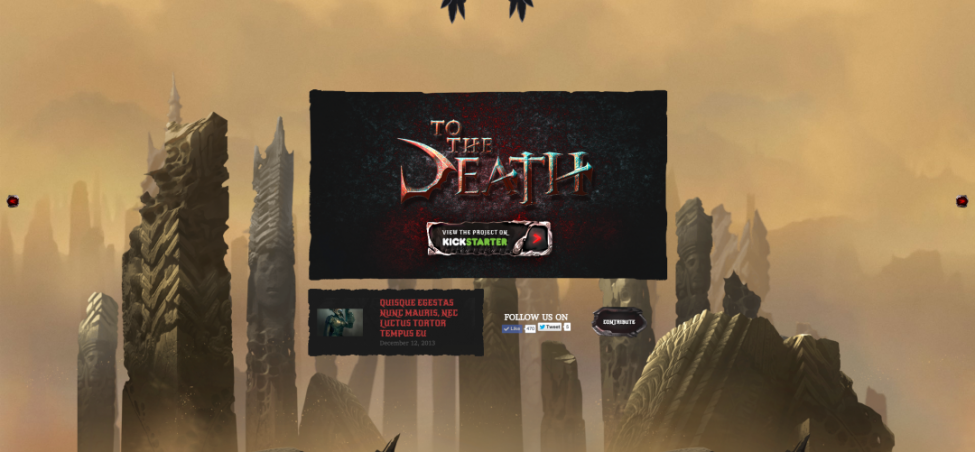 TO
THE
DEATH
VIEW THE PROJECT ON
KICKSTARTER
QUISQUE EGESTAS
NUNC MAURIS, NEC
LUCTUS TORTOR
TEMPUS EU
December 12, 2013
FOLLOW US ON
Like
Tweet
CONTRIBUTE